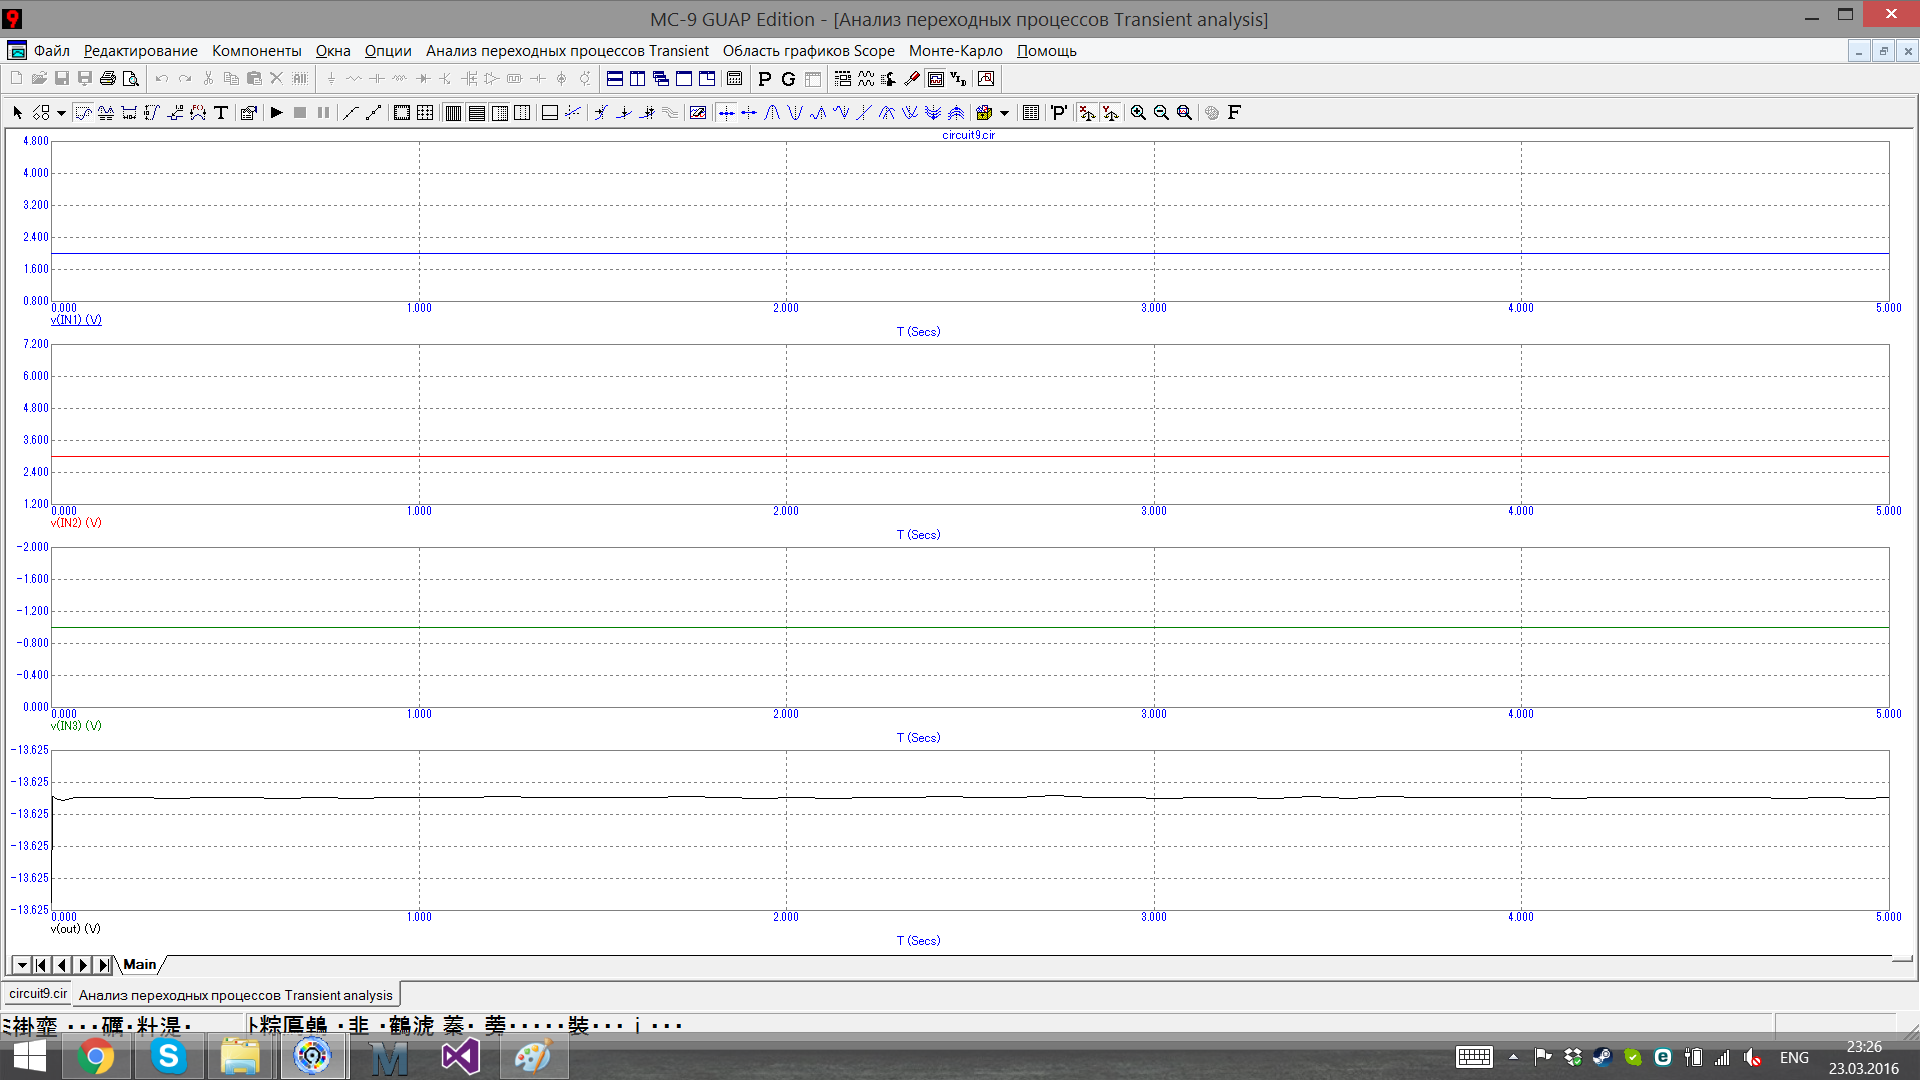 MC-9 GUAP Edition - [Анализ переходных процессов Transient analysis]
Файл Редактирование Компоненты Окна Опции Анализ переходных процессов Transient Область графиков Scope Монте-Карло Помощь
circuit9.cir
4.800
4.000
3.200
2.400
1.600
0.800
0.000 1.000 2.000 3.000 4.000 5.000
v(IN1) (V)
T (Secs)
7.200
6.000
4.800
3.600
2.400
1.200
0.000 1.000 2.000 3.000 4.000 5.000
v(IN2) (V)
T (Secs)
-2.000
-1.600
-1.200
-0.800
-0.400
0.000
0.000 1.000 2.000 3.000 4.000 5.000
v(IN3) (V)
T (Secs)
-13.625
-13.625
-13.625
-13.625
-13.625
-13.625
0.000 1.000 2.000 3.000 4.000 5.000
v(out) (V)
T (Secs)
Main
circuit9.cir Анализ переходных процессов Transient analysis
ENG
23:26
23.03.2016